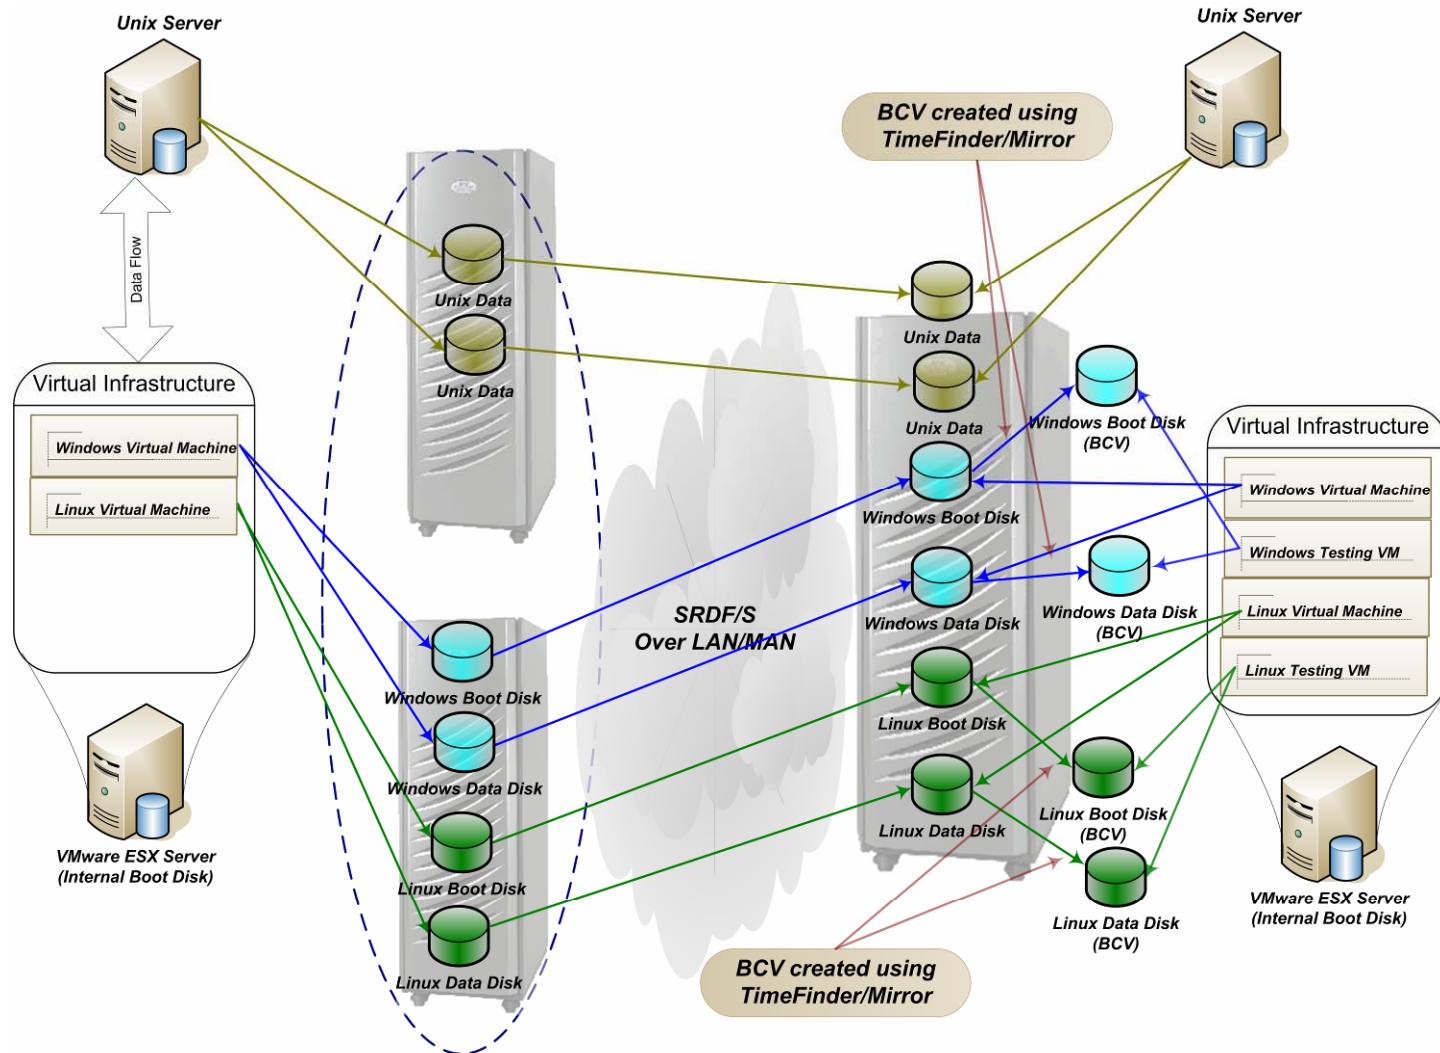 Unix Server
Unix Server
BCV created using
TimeFinder/Mirror
Data Flow
Unix Data
Unix Data
Unix Data
Unix Data
Virtual Infrastructure
Windows Virtual Machine
Linux Virtual Machine
Windows Boot Disk
(BCV)
Virtual Infrastructure
Windows Virtual Machine
Windows Testing VM
Linux Virtual Machine
Linux Testing VM
Windows Boot Disk
Windows Data Disk
Windows Data Disk
(BCV)
SRDF/S
Over LAN/MAN
Windows Boot Disk
Linux Boot Disk
Windows Data Disk
Linux Data Disk
Linux Boot Disk
(BCV)
VMware ESX Server
(Internal Boot Disk)
Linux Boot Disk
Linux Data Disk
(BCV)
VMware ESX Server
(Internal Boot Disk)
Linux Data Disk
BCV created using
TimeFinder/Mirror